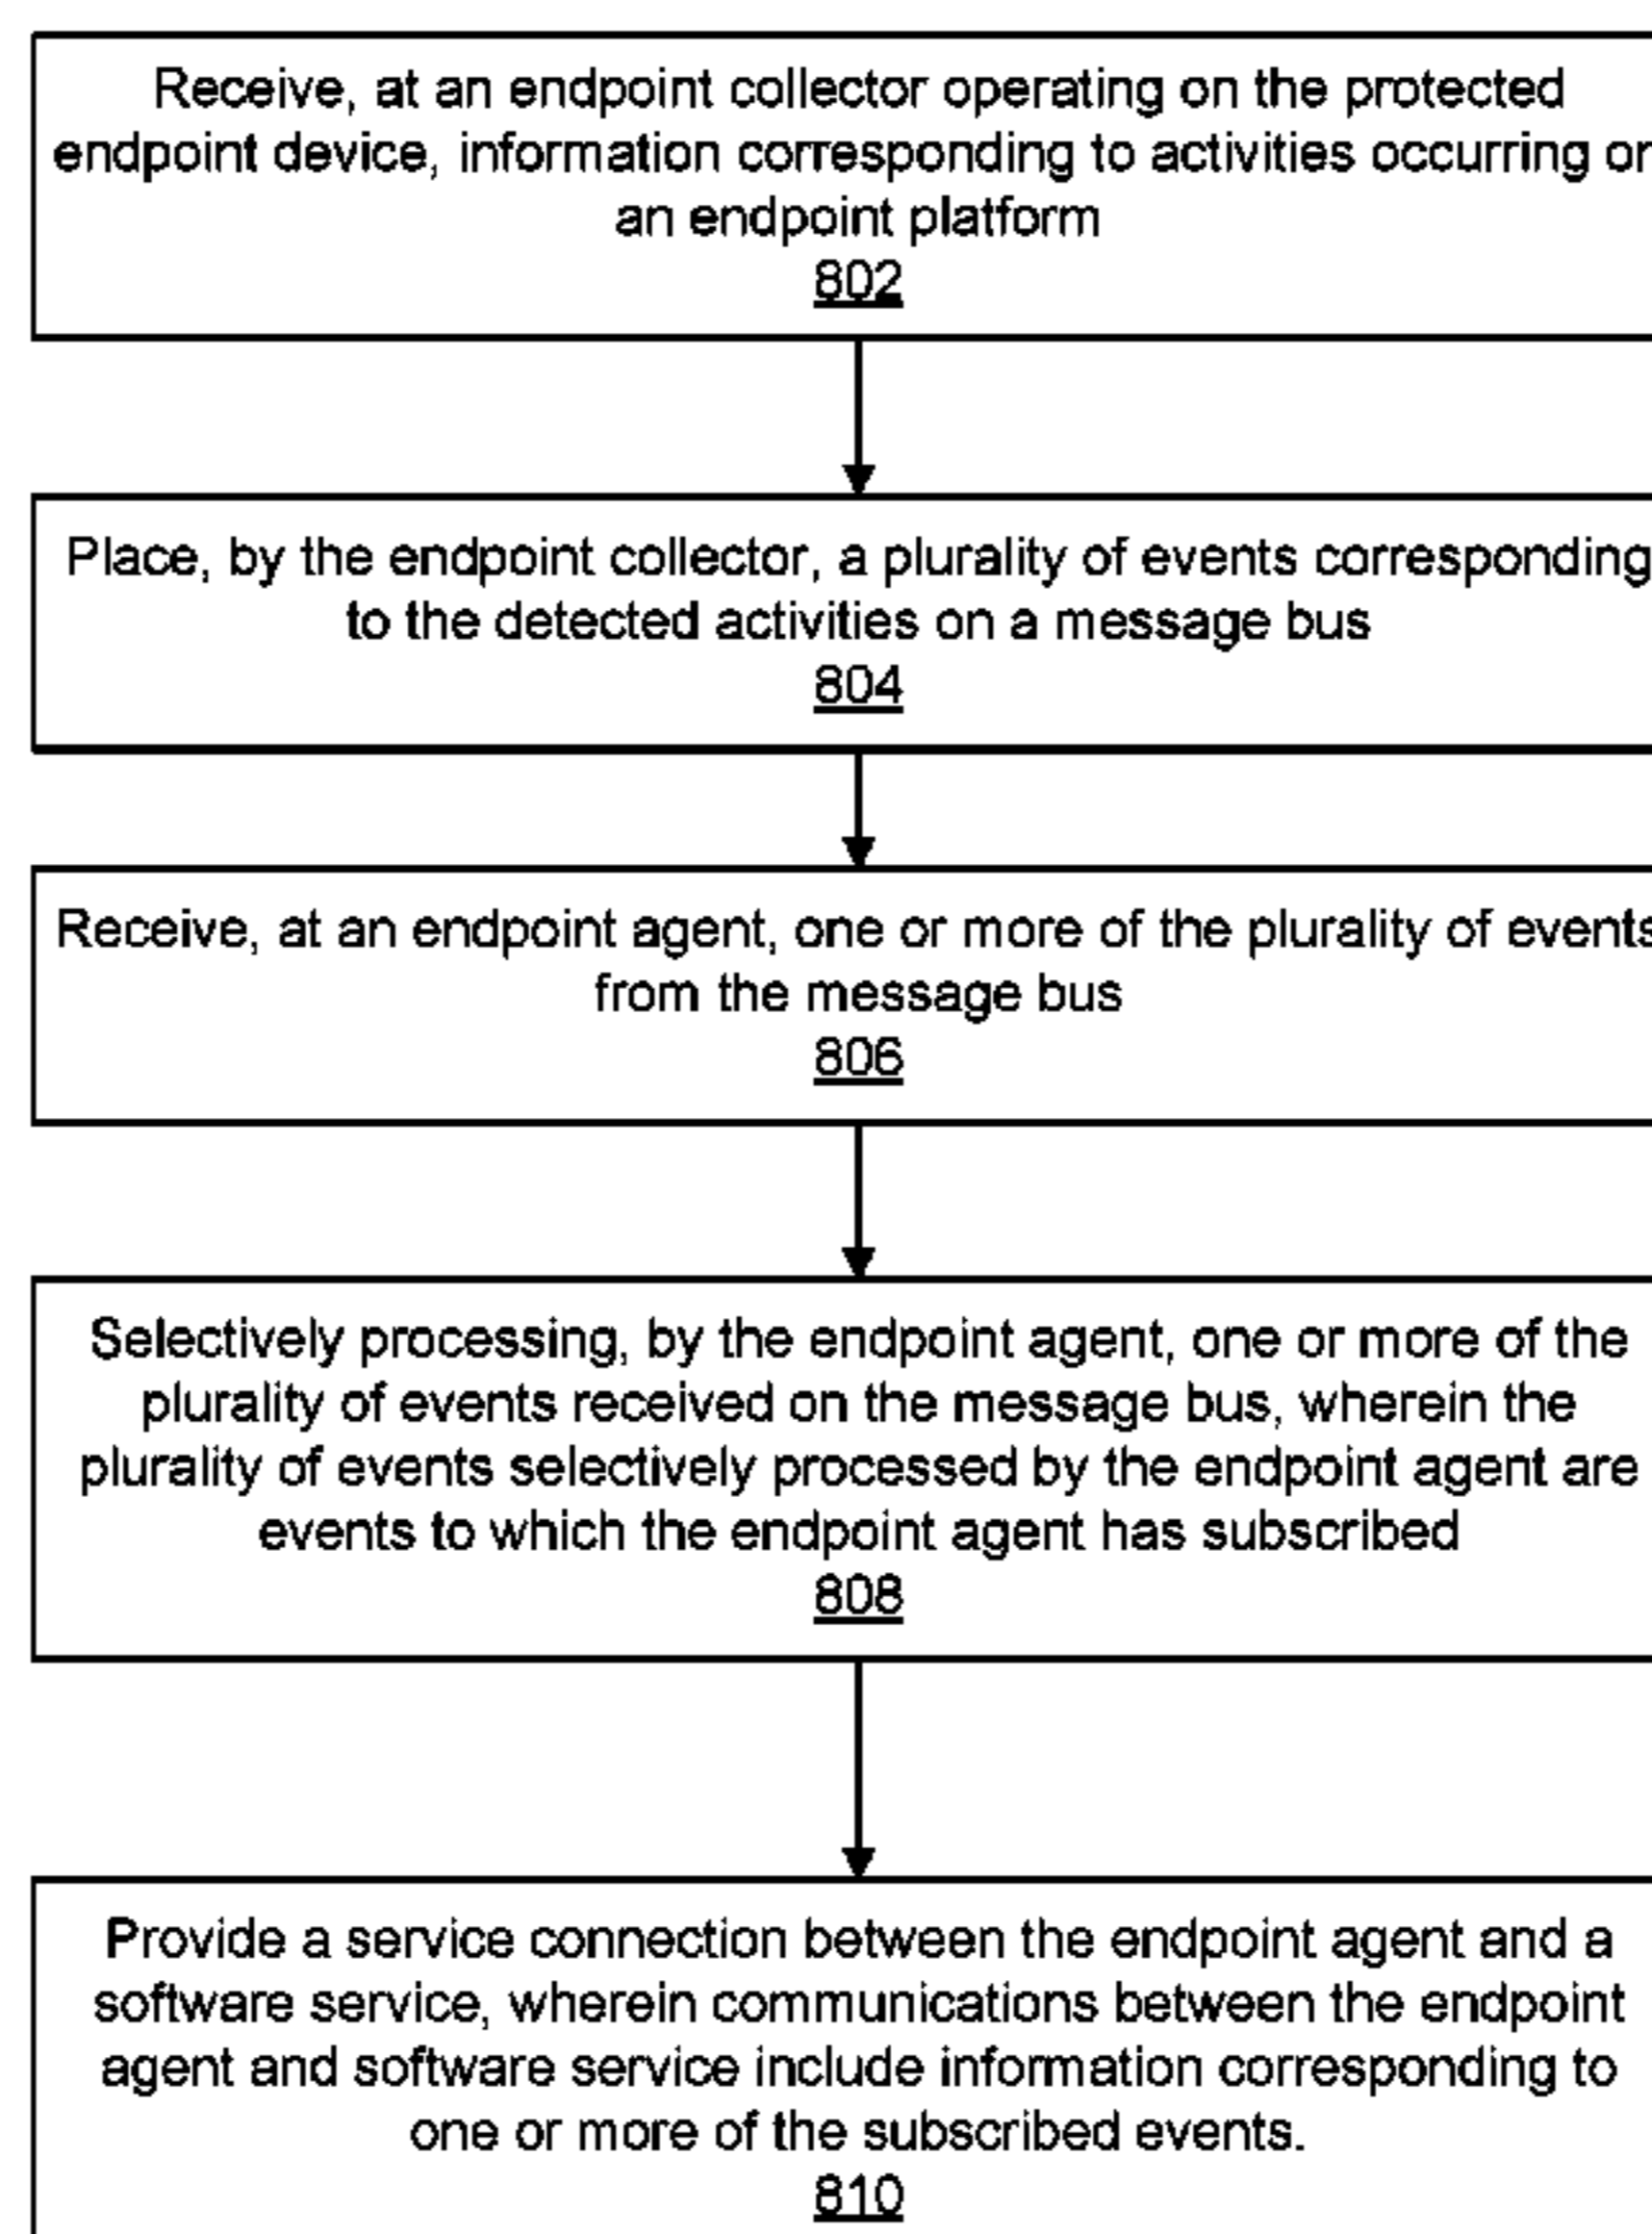 Receive, at an endpoint collector operating on the protected
endpoint device, information corresponding to activities occurring on
an endpoint platform
802
Place, by the endpoint collector, a plurality of events corresponding
to the detected activities on a message bus
804
Receive, at an endpoint agent, one or more of the plurality of events
from the message bus
806
Selectively processing, by the endpoint agent, one or more of the
plurality of events received on the message bus, wherein the
plurality of events selectively processed by the endpoint agent are
events to which the endpoint agent has subscribed
808
Provide a service connection between the endpoint agent and a
software service, wherein communications between the endpoint
agent and software service include information corresponding to
one or more of the subscribed events.
810